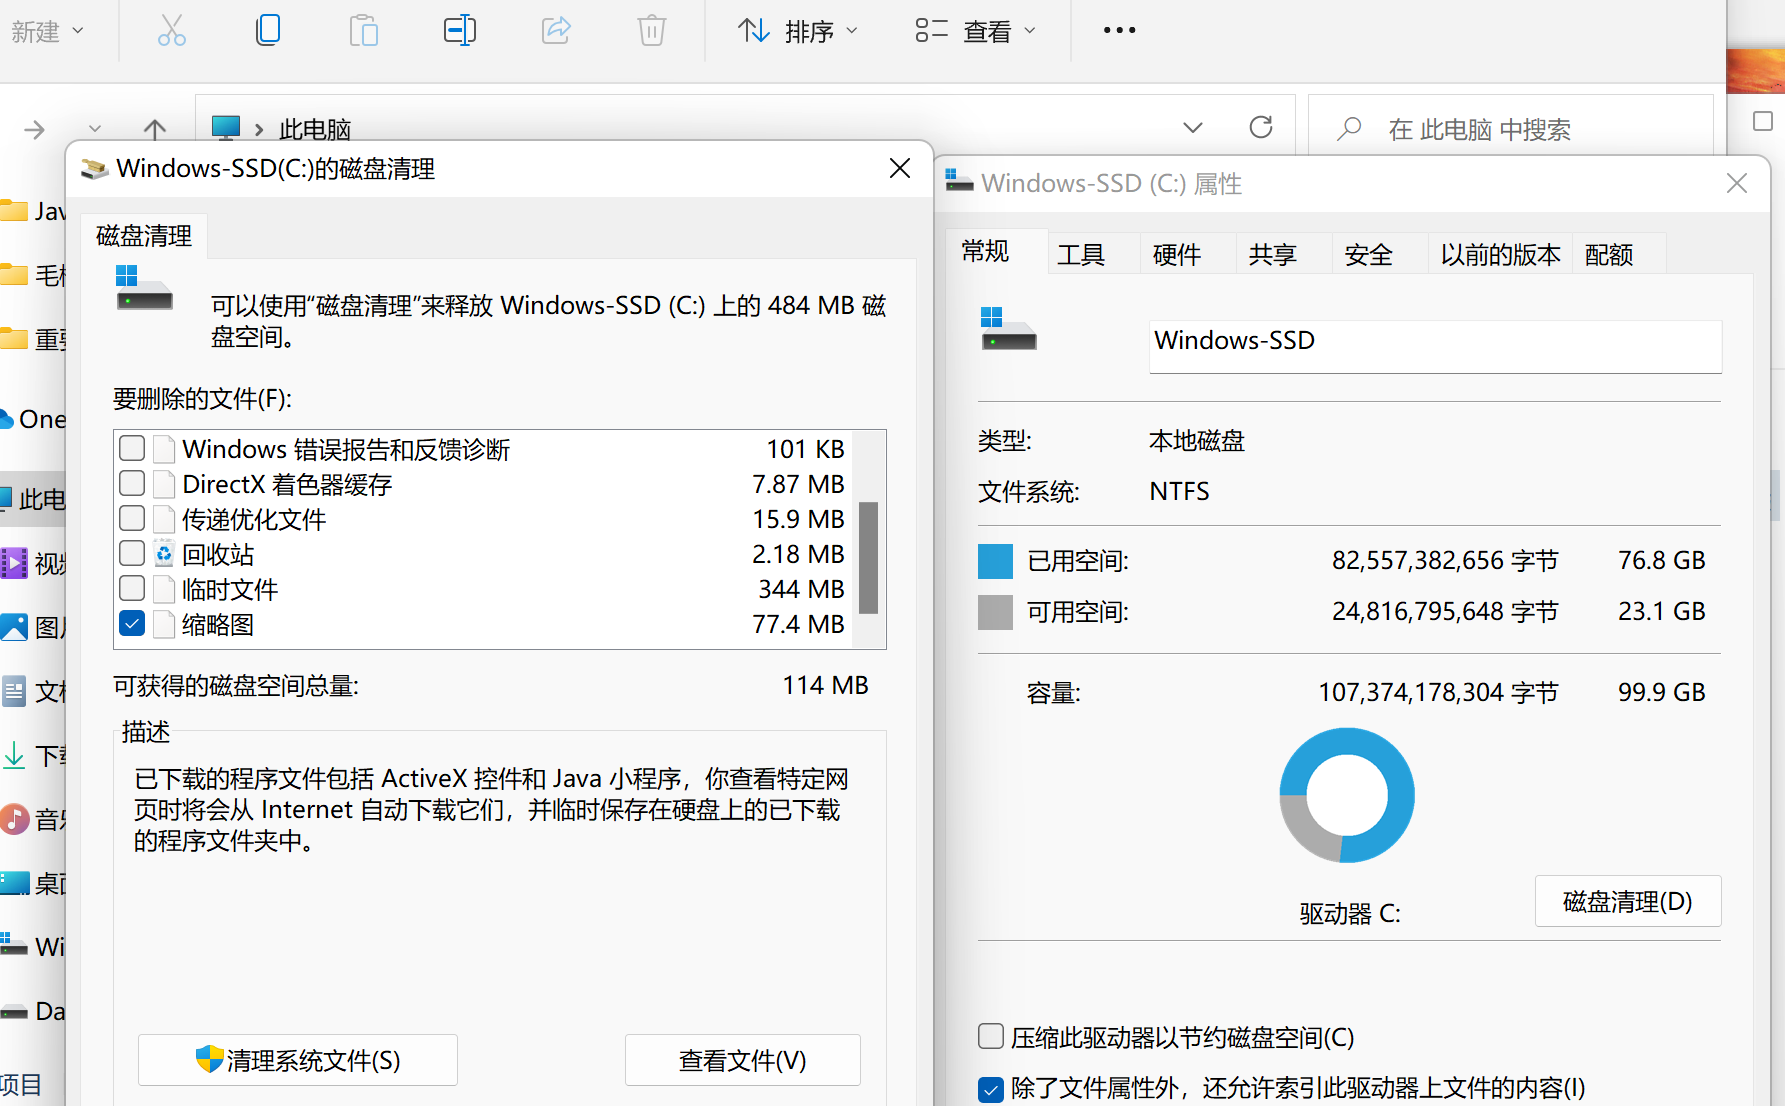 新建
排序
查看
此电脑
在 此电脑 中搜索
Windows-SSD(C:)的磁盘清理
磁盘清理
可以使用“磁盘清理”来释放 Windows-SSD (C:) 上的 484 MB 磁
盘空间。
要删除的文件(F):
Windows 错误报告和反馈诊断 101 KB
DirectX 着色器缓存 7.87 MB
传递优化文件 15.9 MB
回收站 2.18 MB
临时文件 344 MB
缩略图 77.4 MB
可获得的磁盘空间总量: 114 MB
描述
已下载的程序文件包括 ActiveX 控件和 Java 小程序，你查看特定网
页时将会从 Internet 自动下载它们，并临时保存在硬盘上的已下载
的程序文件夹中。
清理系统文件(S)
查看文件(V)
Windows-SSD (C:) 属性
常规 工具 硬件 共享 安全 以前的版本 配额
Windows-SSD
类型: 本地磁盘
文件系统: NTFS
已用空间: 82,557,382,656 字节 76.8 GB
可用空间: 24,816,795,648 字节 23.1 GB
容量: 107,374,178,304 字节 99.9 GB
驱动器 C:
磁盘清理(D)
压缩此驱动器以节约磁盘空间(C)
除了文件属性外，还允许索引此驱动器上文件的内容(I)
Jav
重
One
此电
视
图
文
下
音
桌
Wi
Da
项目